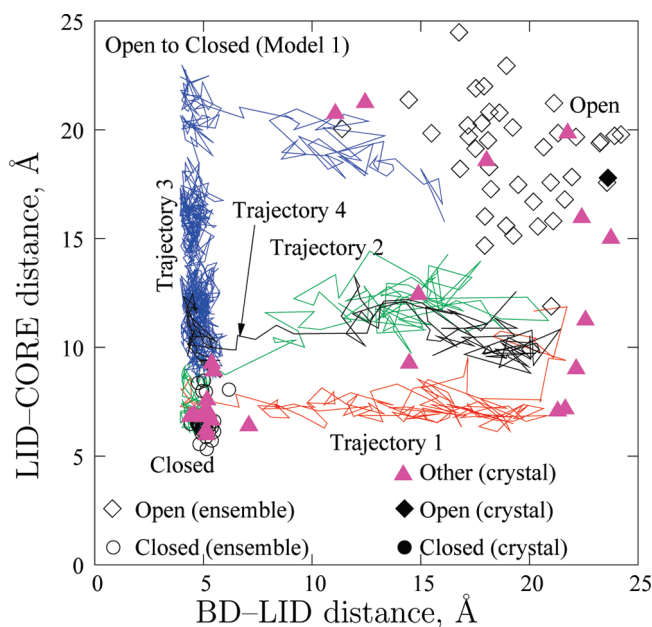 25
20
15
10
5
0
LID–CORE distance, Å
Open to Closed (Model 1)
Open
Trajectory 3
Trajectory 4
Trajectory 2
Trajectory 1
Closed
Other (crystal)
Open (ensemble)
Open (crystal)
Closed (ensemble)
Closed (crystal)
0 5 10 15 20 25
BD–LID distance, Å